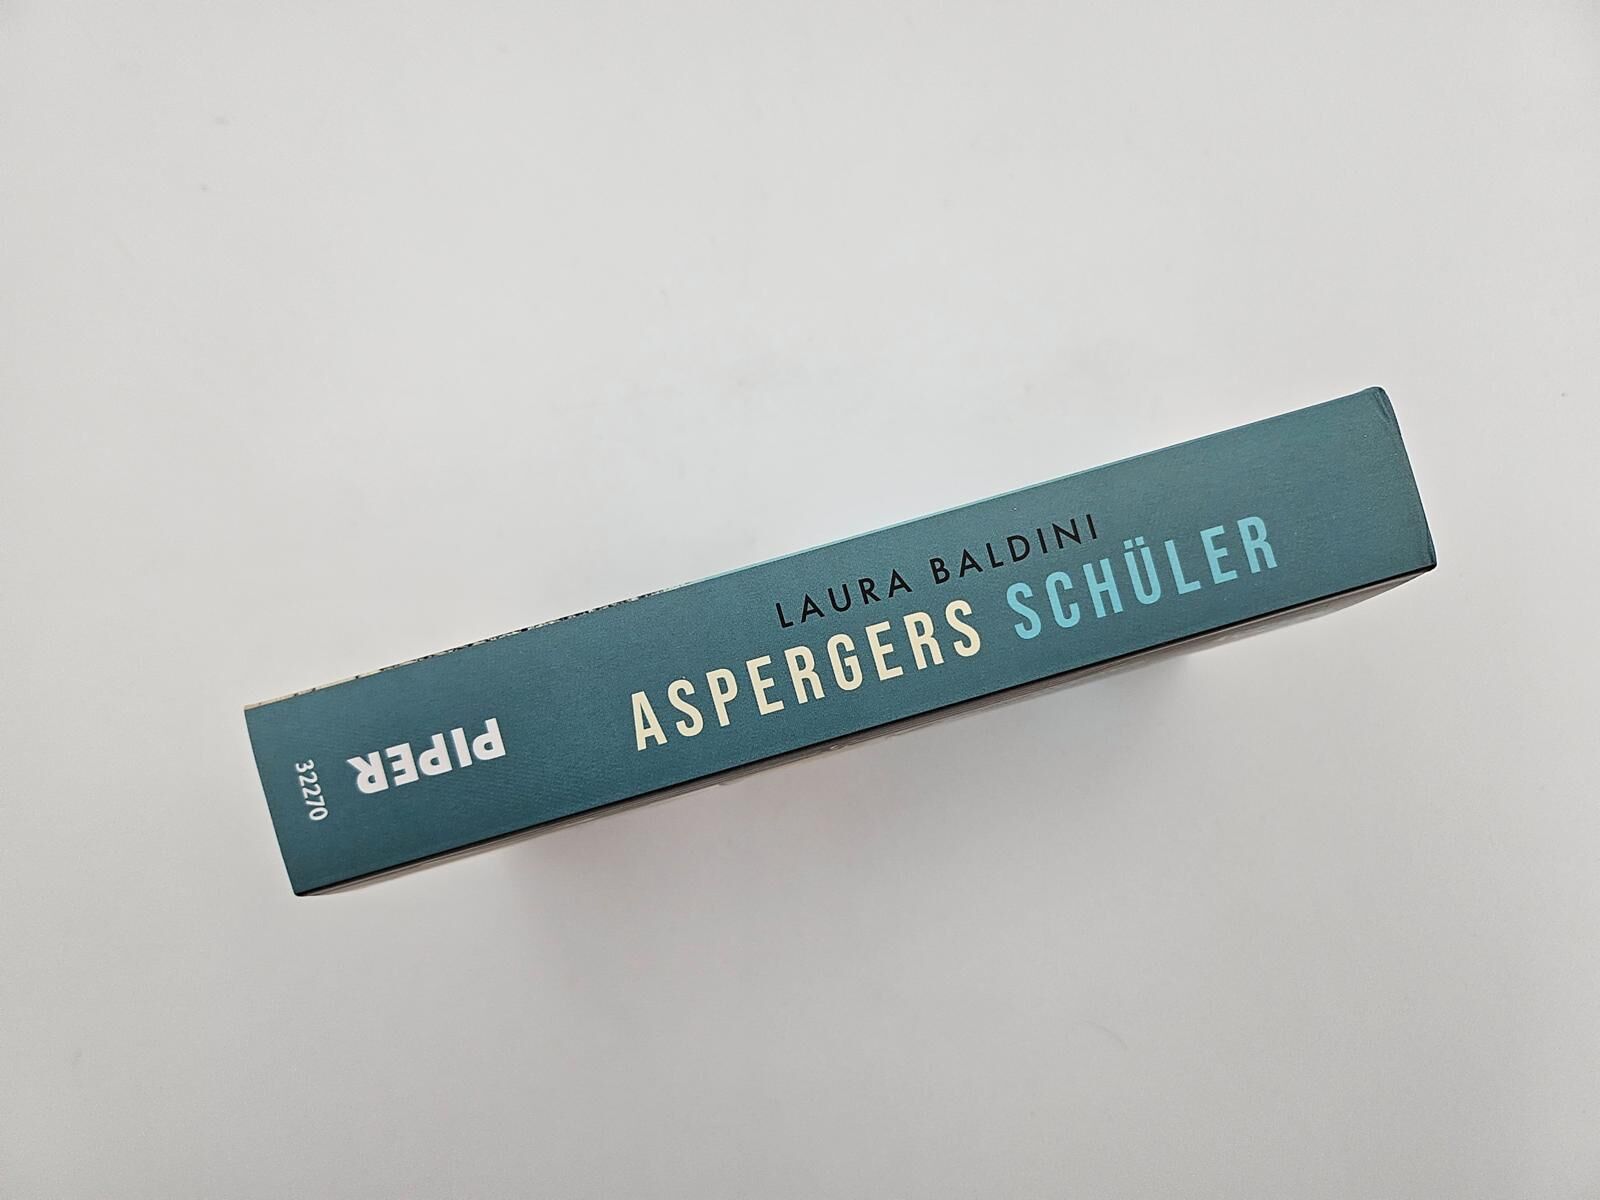 LAURA BALDINI
ASPERGERS SCHÜLER
PIPER
32270